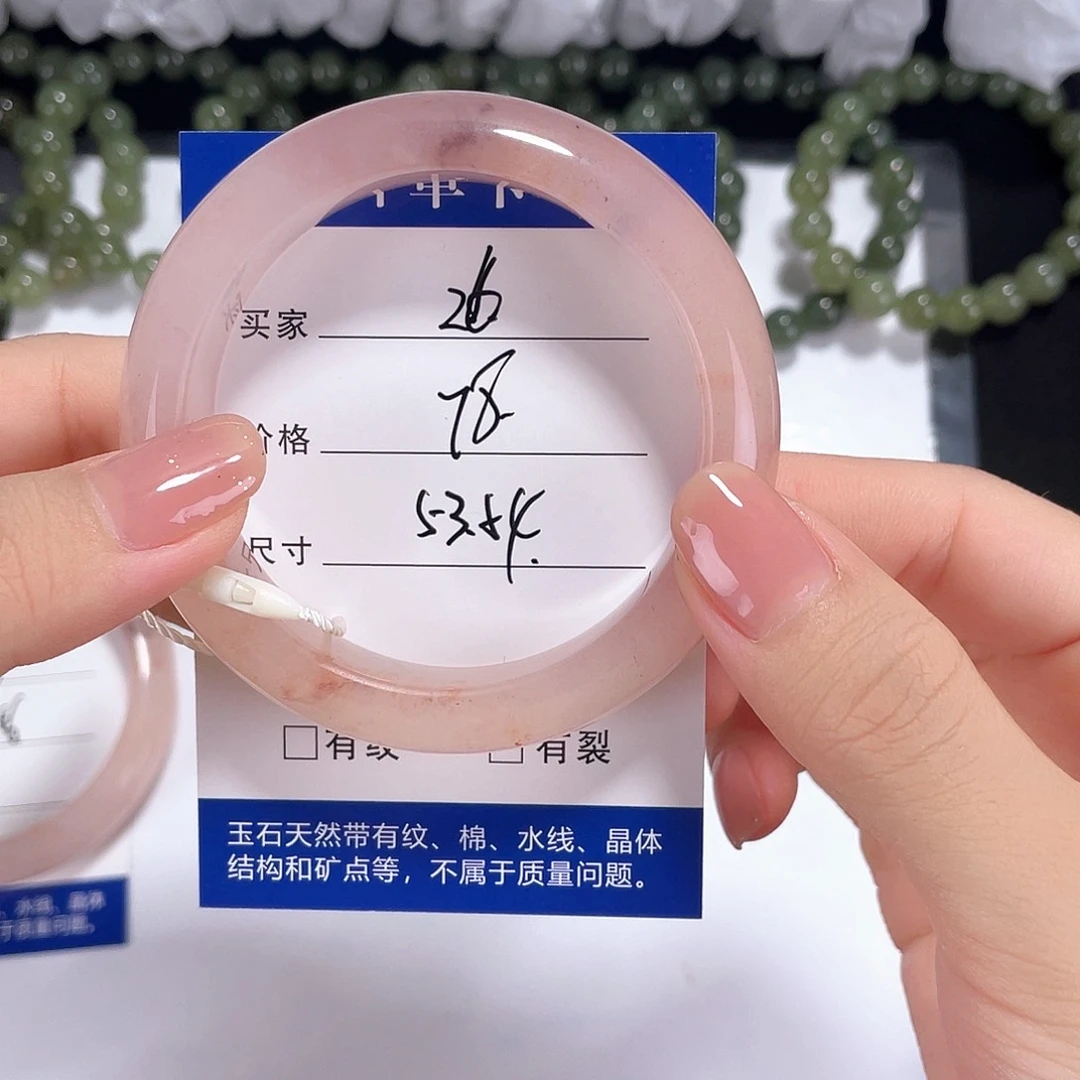 买家 26
价格 78.
尺寸 53.54.
有纹 有裂
玉石天然带有纹、棉、水线、晶体
结构和矿点等，不属于质量问题。